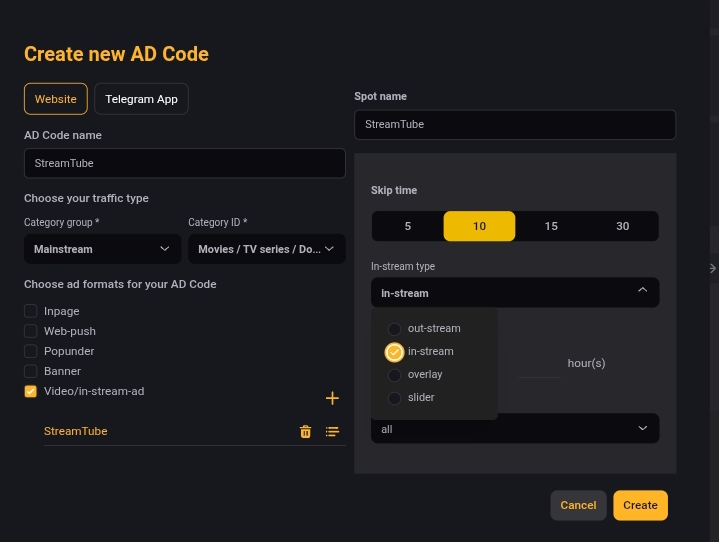 Create new AD Code
Website
Telegram App
AD Code name
StreamTube
Choose your traffic type
Category group *
Category ID *
Mainstream
Movies / TV series / Do...
Choose ad formats for your AD Code
Inpage
Web-push
Popunder
Banner
Video/in-stream-ad
StreamTube
Spot name
StreamTube
Skip time
5
10
15
30
In-stream type
in-stream
out-stream
in-stream
overlay
slider
hour(s)
all
Cancel
Create